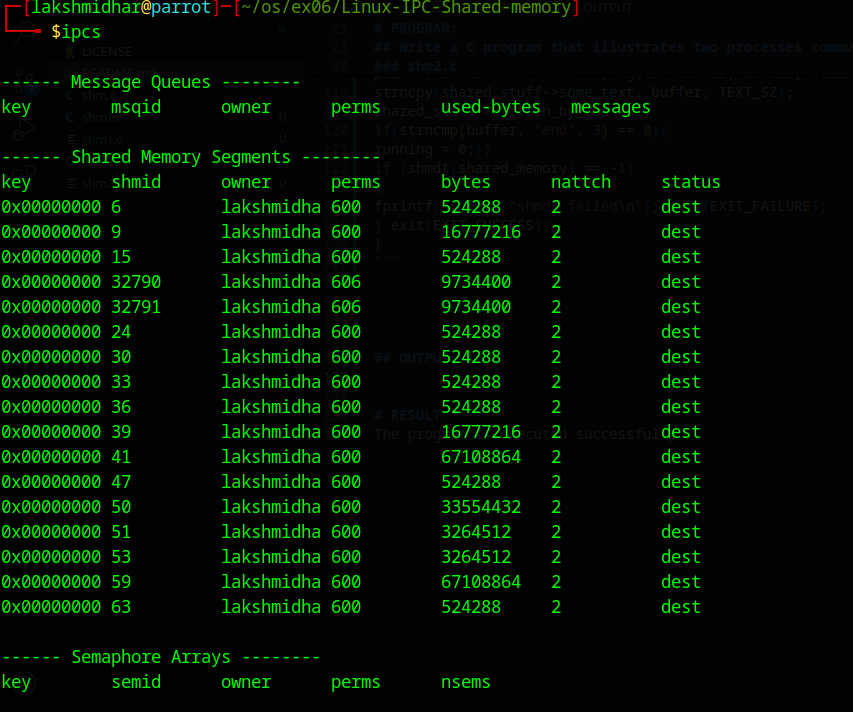 [lakshmidhar@parrot]-[~/os/ex06/Linux-IPC-Shared-memory]
$ipcs
------ Message Queues --------
key msqid owner perms used-bytes messages
------ Shared Memory Segments --------
key shmid owner perms bytes nattch status
0x00000000 6 lakshmidha 600 524288 2 dest
0x00000000 9 lakshmidha 600 16777216 2 dest
0x00000000 15 lakshmidha 600 524288 2 dest
0x00000000 32790 lakshmidha 606 9734400 2 dest
0x00000000 32791 lakshmidha 606 9734400 2 dest
0x00000000 24 lakshmidha 600 524288 2 dest
0x00000000 30 lakshmidha 600 524288 2 dest
0x00000000 33 lakshmidha 600 524288 2 dest
0x00000000 36 lakshmidha 600 524288 2 dest
0x00000000 39 lakshmidha 600 16777216 2 dest
0x00000000 41 lakshmidha 600 67108864 2 dest
0x00000000 47 lakshmidha 600 524288 2 dest
0x00000000 50 lakshmidha 600 33554432 2 dest
0x00000000 51 lakshmidha 600 3264512 2 dest
0x00000000 53 lakshmidha 600 3264512 2 dest
0x00000000 59 lakshmidha 600 67108864 2 dest
0x00000000 63 lakshmidha 600 524288 2 dest
------ Semaphore Arrays --------
key semid owner perms nsems